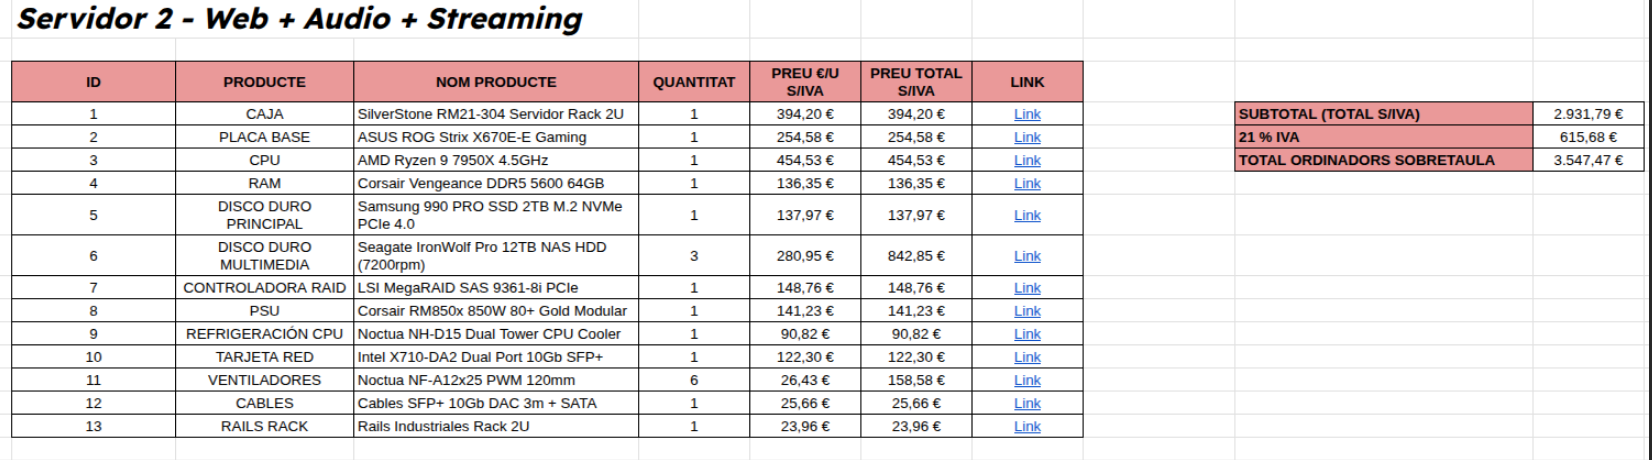 Servidor 2 - Web + Audio + Streaming
ID PRODUCTE NOM PRODUCTE QUANTITAT PREU €/U S/IVA PREU TOTAL S/IVA LINK
1 CAJA SilverStone RM21-304 Servidor Rack 2U 1 394,20 € 394,20 € Link
2 PLACA BASE ASUS ROG Strix X670E-E Gaming 1 254,58 € 254,58 € Link
3 CPU AMD Ryzen 9 7950X 4.5GHz 1 454,53 € 454,53 € Link
4 RAM Corsair Vengeance DDR5 5600 64GB 1 136,35 € 136,35 € Link
5 DISCO DURO PRINCIPAL Samsung 990 PRO SSD 2TB M.2 NVMe PCIe 4.0 1 137,97 € 137,97 € Link
6 DISCO DURO MULTIMEDIA Seagate IronWolf Pro 12TB NAS HDD (7200rpm) 3 280,95 € 842,85 € Link
7 CONTROLADORA RAID LSI MegaRAID SAS 9361-8i PCIe 1 148,76 € 148,76 € Link
8 PSU Corsair RM850x 850W 80+ Gold Modular 1 141,23 € 141,23 € Link
9 REFRIGERACIÓN CPU Noctua NH-D15 Dual Tower CPU Cooler 1 90,82 € 90,82 € Link
10 TARJETA RED Intel X710-DA2 Dual Port 10Gb SFP+ 1 122,30 € 122,30 € Link
11 VENTILADORES Noctua NF-A12x25 PWM 120mm 6 26,43 € 158,58 € Link
12 CABLES Cables SFP+ 10Gb DAC 3m + SATA 1 25,66 € 25,66 € Link
13 RAILS RACK Rails Industriales Rack 2U 1 23,96 € 23,96 € Link
SUBTOTAL (TOTAL S/IVA) 2.931,79 €
21 % IVA 615,68 €
TOTAL ORDINADORS SOBRETAULA 3.547,47 €